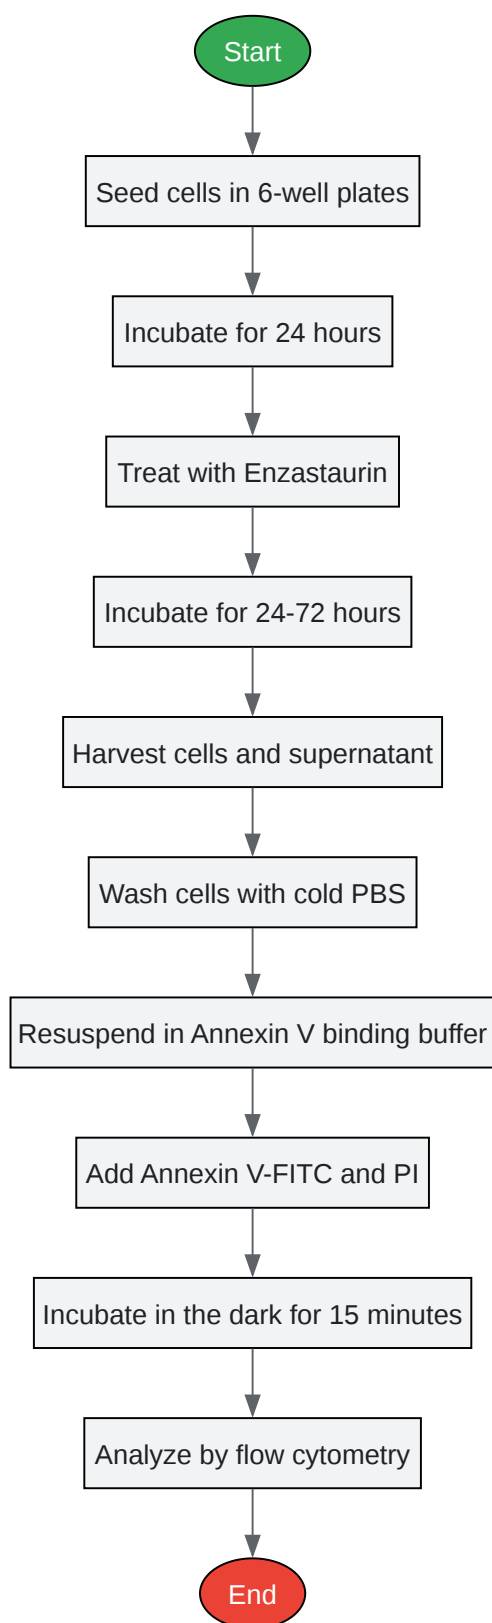 Start
Seed cells in 6-well plates
Incubate for 24 hours
Treat with Enzastaurin
Incubate for 24-72 hours
Harvest cells and supernatant
Wash cells with cold PBS
Resuspend in Annexin V binding buffer
Add Annexin V-FITC and PI
Incubate in the dark for 15 minutes
Analyze by flow cytometry
End